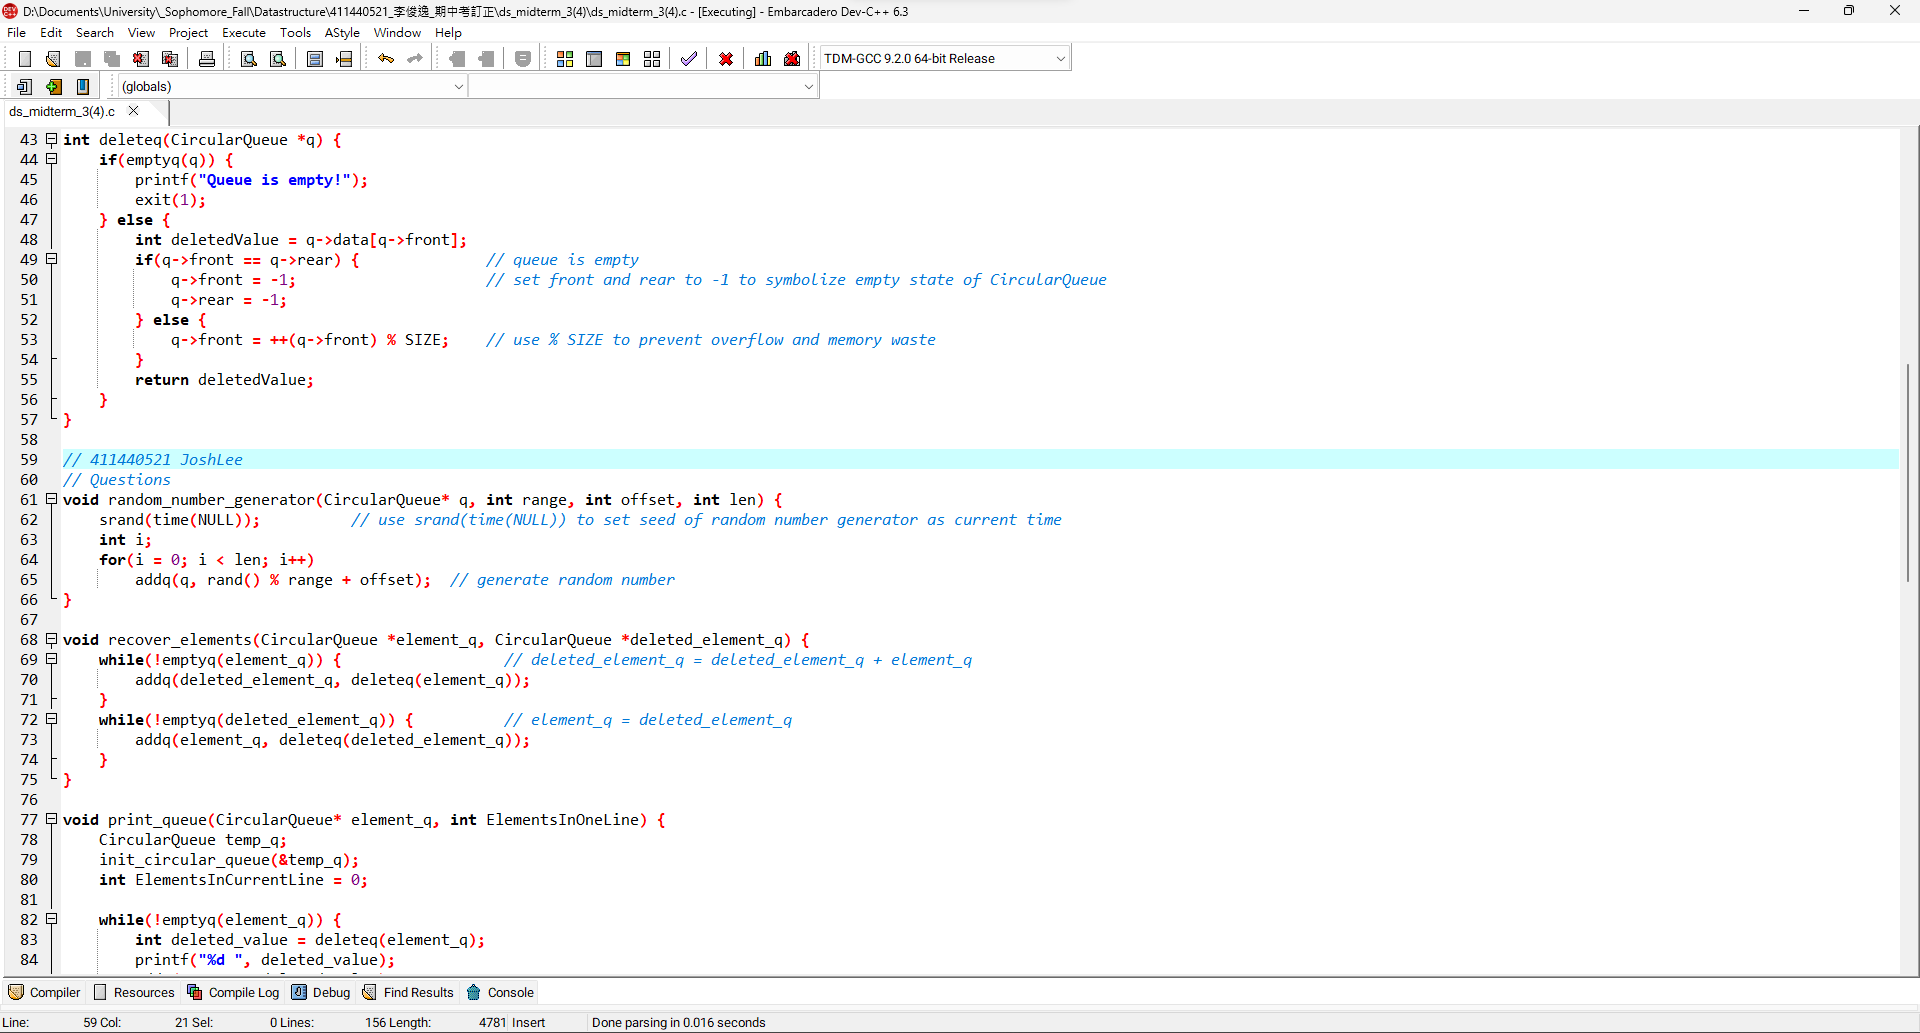 D:\Documents\University\_Sophomore_Fall\Datastructure\411440521_李俊逸_期中考訂正\ds_midterm_3(4)\ds_midterm_3(4).c - [Executing] - Embarcadero Dev-C++ 6.3
File Edit Search View Project Execute Tools AStyle Window Help
TDM-GCC 9.2.0 64-bit Release
(globals)
ds_midterm_3(4).c
43 int deleteq(CircularQueue *q) {
44 if(emptyq(q)) {
45 printf("Queue is empty!");
46 exit(1);
47 } else {
48 int deletedValue = q->data[q->front];
49 if(q->front == q->rear) { // queue is empty
50 q->front = -1; // set front and rear to -1 to symbolize empty state of CircularQueue
51 q->rear = -1;
52 } else {
53 q->front = ++(q->front) % SIZE; // use % SIZE to prevent overflow and memory waste
54 }
55 return deletedValue;
56 }
57 }
58
59 // 411440521 JoshLee
60 // Questions
61 void random_number_generator(CircularQueue* q, int range, int offset, int len) {
62 srand(time(NULL)); // use srand(time(NULL)) to set seed of random number generator as current time
63 int i;
64 for(i = 0; i < len; i++)
65 addq(q, rand() % range + offset); // generate random number
66 }
67
68 void recover_elements(CircularQueue *element_q, CircularQueue *deleted_element_q) {
69 while(!emptyq(element_q)) { // deleted_element_q = deleted_element_q + element_q
70 addq(deleted_element_q, deleteq(element_q));
71 }
72 while(!emptyq(deleted_element_q)) { // element_q = deleted_element_q
73 addq(element_q, deleteq(deleted_element_q));
74 }
75 }
76
77 void print_queue(CircularQueue* element_q, int ElementsInOneLine) {
78 CircularQueue temp_q;
79 init_circular_queue(&temp_q);
80 int ElementsInCurrentLine = 0;
81
82 while(!emptyq(element_q)) {
83 int deleted_value = deleteq(element_q);
84 printf("%d ", deleted_value);
Compiler Resources Compile Log Debug Find Results Console
Line: 59 Col: 21 Sel: 0 Lines: 156 Length: 4781 Insert Done parsing in 0.016 seconds